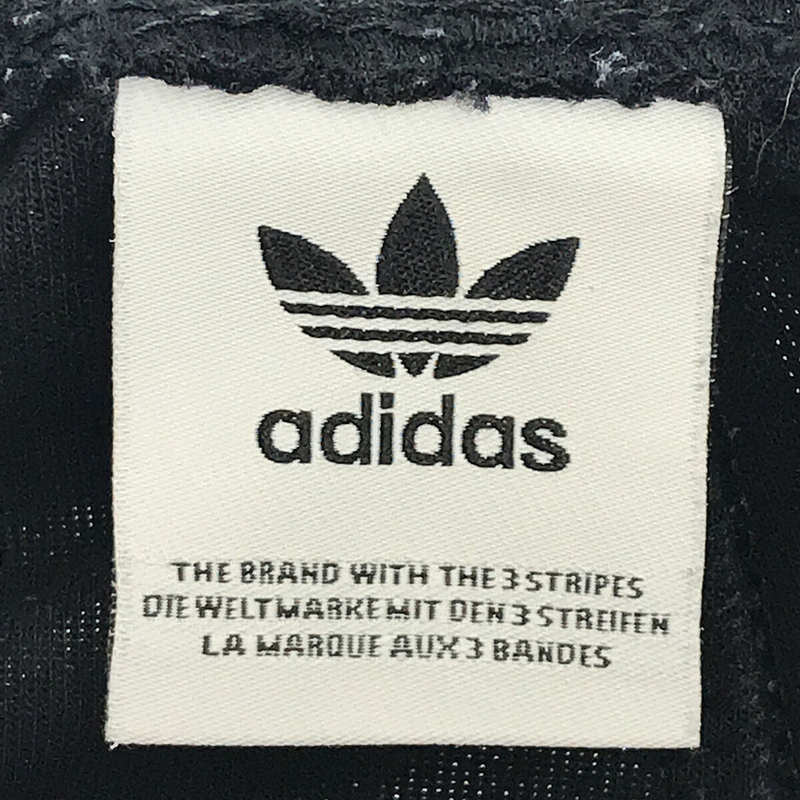 adidas
THE BRAND WITH THE 3 STRIPES
DIE WELTMARKE MIT DEN 3 STREIFEN
LA MARQUE AUX 3 BANDES